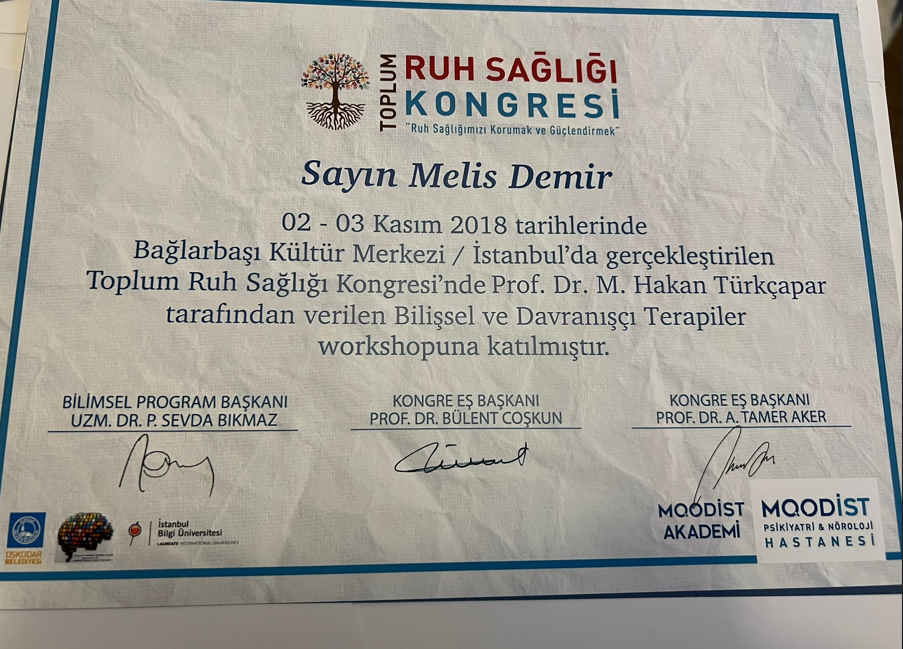 TOPLUM
RUH SAĞLIĞI
KONGRESİ
"Ruh Sağlığımızı Korumak ve Güçlendirmek"
Sayın Melis Demir
02 - 03 Kasım 2018 tarihlerinde
Bağlarbaşı Kültür Merkezi / İstanbul'da gerçekleştirilen
Toplum Ruh Sağlığı Kongresi'nde Prof. Dr. M. Hakan Türkçapar
tarafından verilen Bilişsel ve Davranışçı Terapiler
workshopuna katılmıştır.
BİLİMSEL PROGRAM BAŞKANI
UZM. DR. P. SEVDA BIKMAZ
KONGRE EŞ BAŞKANI
PROF. DR. BÜLENT COŞKUN
KONGRE EŞ BAŞKANI
PROF. DR. A. TAMER AKER
ÜSKÜDAR
BELEDİYESİ
İstanbul
Bilgi Üniversitesi
LAUREATE INTERNATIONAL UNIVERSITIES
MOODİST
AKADEMİ
MOODİST
PSİKİYATRİ & NÖROLOJİ
HASTANESİ